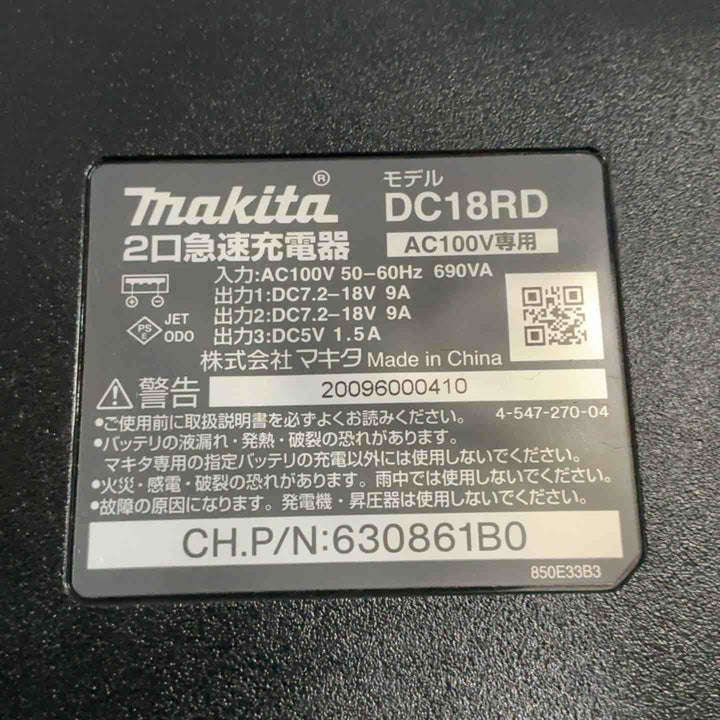 makita®
モデル
DC18RD
2口急速充電器
AC100V専用
入力:AC100V 50-60Hz 690VA
出力1:DC7.2-18V 9A
出力2:DC7.2-18V 9A
出力3:DC5V 1.5A
PS
E
JET
ODO
株式会社マキタ Made in China
警告
20096000410
4-547-270-04
•ご使用前に取扱説明書を必ずよくお読みください。
•バッテリの液漏れ・発熱・破裂の恐れがあります。
マキタ専用の指定バッテリの充電以外には使用しないでください。
•火災・感電・破裂の恐れがあります。雨中では使用しないでください。
•故障の原因になります。発電機・昇圧器は使用しないでください。
CH.P/N:630861B0
850E33B3